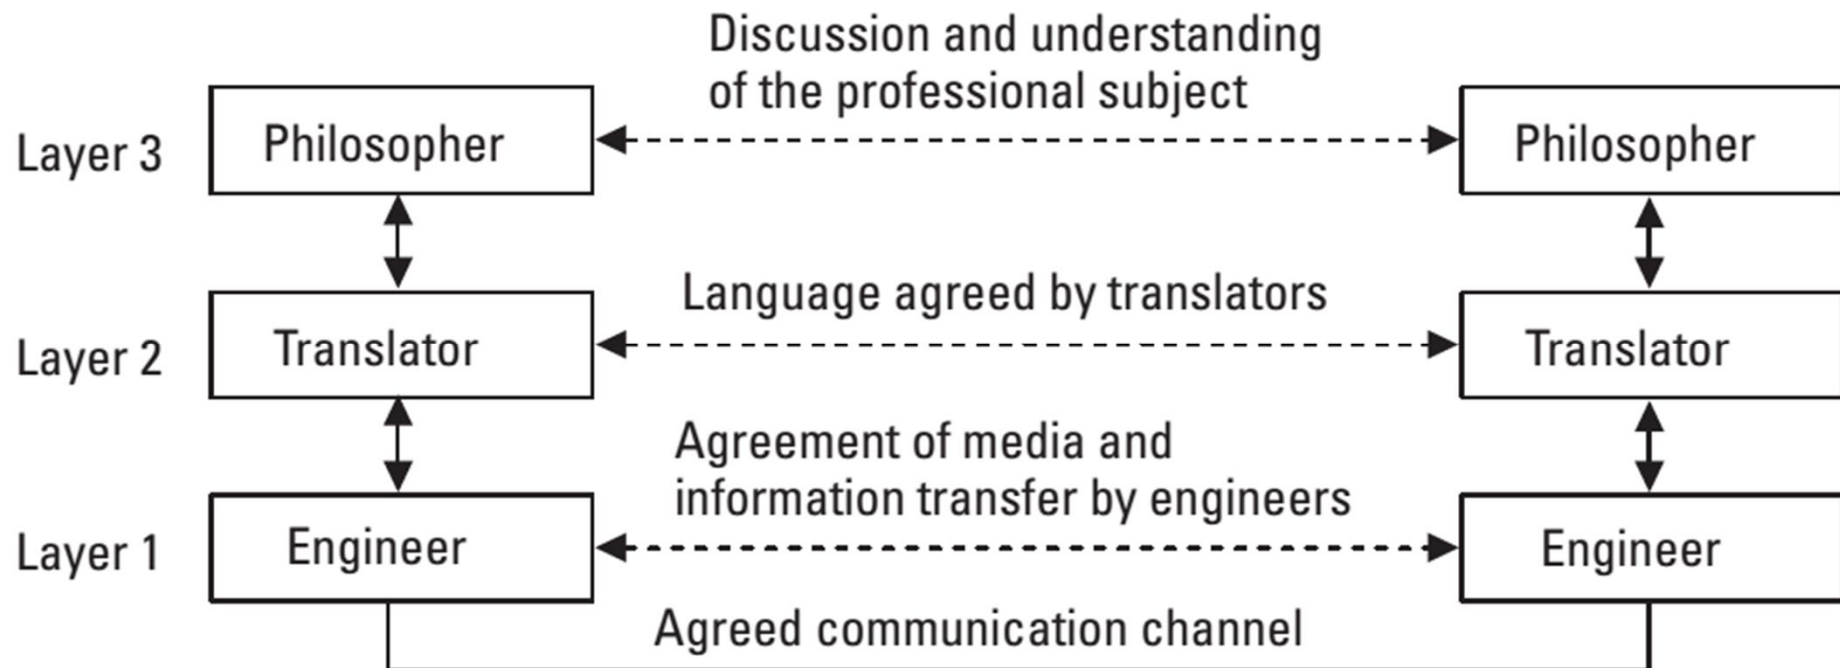 Discussion and understanding
of the professional subject
Layer 3
Philosopher
Philosopher
Language agreed by translators
Layer 2
Translator
Translator
Agreement of media and
information transfer by engineers
Layer 1
Engineer
Engineer
Agreed communication channel